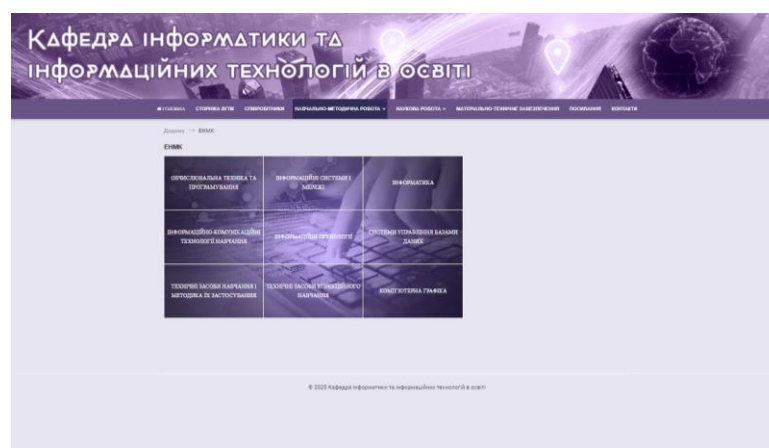 Кафедра інформатики та
інформаційних технологій в освіті
ГОЛОВНА СТОРІНКА СПІВРОБІТНИКИ НАВЧАЛЬНО-МЕТОДИЧНА РОБОТА НАУКОВА РОБОТА МАТЕРІАЛЬНО-ТЕХНІЧНЕ ЗАБЕЗПЕЧЕННЯ ПОСИЛАННЯ КОНТАКТИ
Додому → ЕНМК
ЕНМК
ОБЧИСЛЮВАЛЬНА ТЕХНІКА ТА
ПРОГРАМУВАННЯ
ІНФОРМАЦІЙНІ СИСТЕМИ І
МЕРЕЖІ
ІНФОРМАТИКА
ІНФОРМАЦІЙНО-КОМУНІКАЦІЙНІ
ТЕХНОЛОГІЇ НАВЧАННЯ
ІНФОРМАЦІЙНІ ТЕХНОЛОГІЇ
СИСТЕМИ УПРАВЛІННЯ БАЗАМИ
ДАНИХ
ТЕХНІЧНІ ЗАСОБИ НАВЧАННЯ І
МЕТОДИКА ЇХ ЗАСТОСУВАННЯ
ТЕХНІЧНІ ЗАСОБИ КОРЕКЦІЙНОГО
НАВЧАННЯ
КОМП'ЮТЕРНА ГРАФІКА
© 2020 Кафедра інформатики та інформаційних технологій в освіті